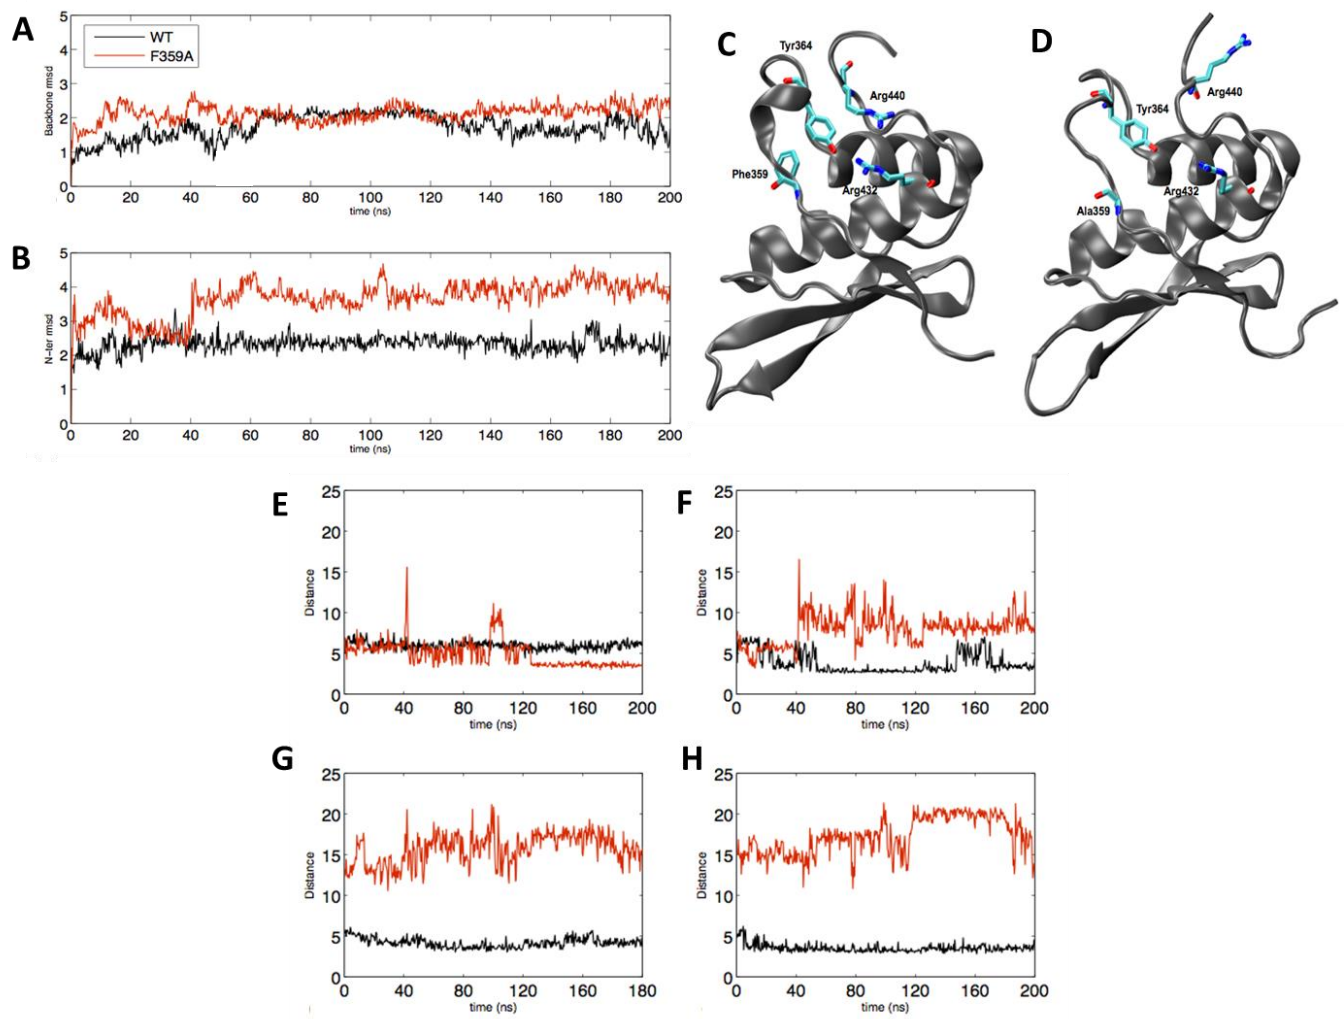 A
Backbone rmsd
5
4
3
2
1
0
WT
F359A
0 20 40 60 80 100 120 140 160 180 200
time (ns)
B
N-ter rmsd
5
4
3
2
1
0
0 20 40 60 80 100 120 140 160 180 200
time (ns)
C
Tyr364
Arg440
Phe359
Arg432
D
Arg440
Tyr364
Arg432
Ala359
E
Distance
25
20
15
10
5
0
0 40 80 120 160 200
time (ns)
F
Distance
25
20
15
10
5
0
0 40 80 120 160 200
time (ns)
G
Distance
25
20
15
10
5
0
0 40 80 120 160 180
time (ns)
H
Distance
25
20
15
10
5
0
0 40 80 120 160 200
time (ns)